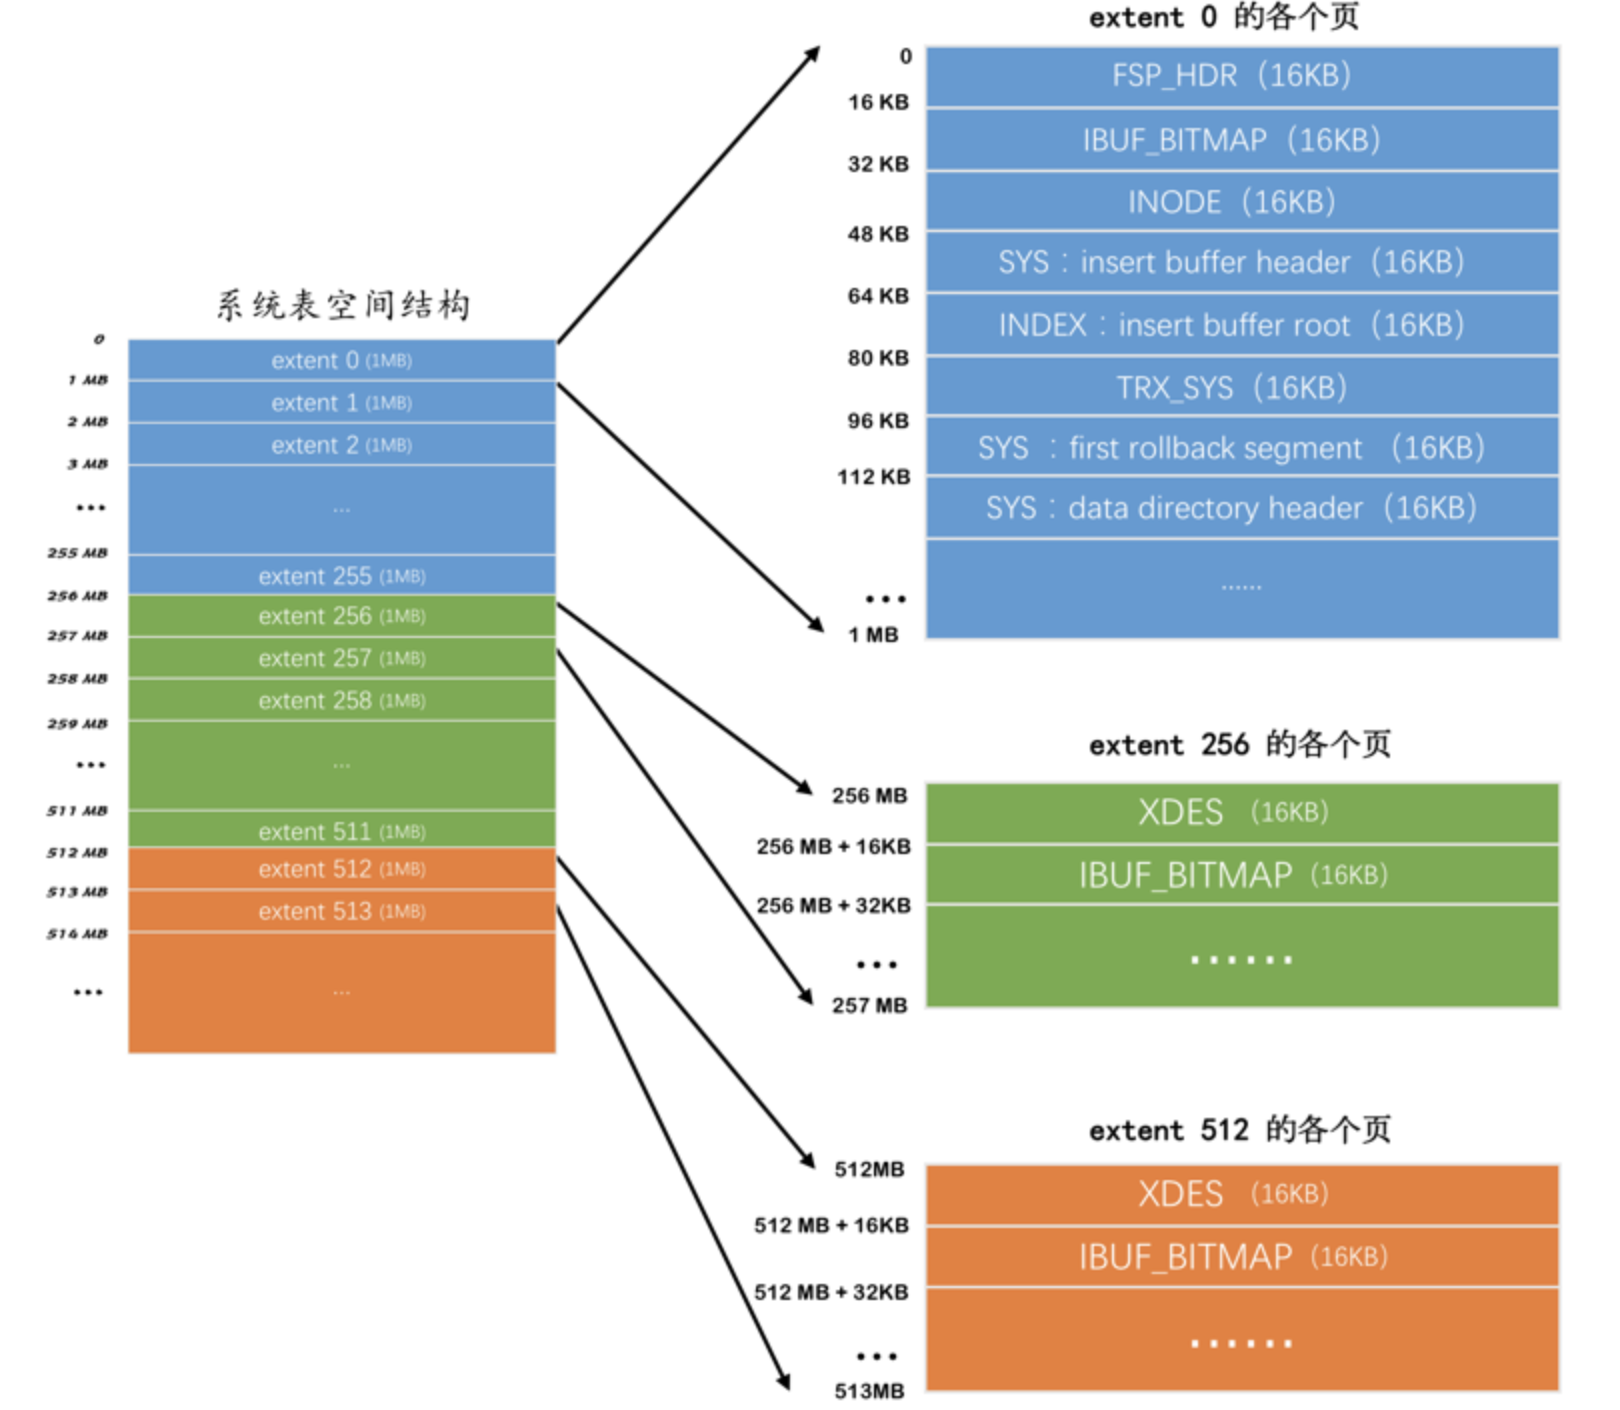 系统表空间结构
0
extent 0 (1MB)
1 MB
extent 1 (1MB)
2 MB
extent 2 (1MB)
3 MB
...
...
255 MB
extent 255 (1MB)
256 MB
extent 256 (1MB)
257 MB
extent 257 (1MB)
258 MB
extent 258 (1MB)
259 MB
...
...
511 MB
extent 511 (1MB)
512 MB
extent 512 (1MB)
513 MB
extent 513 (1MB)
514 MB
...
...
extent 0 的各个页
0
FSP_HDR（16KB）
16 KB
IBUF_BITMAP（16KB）
32 KB
INODE（16KB）
48 KB
SYS：insert buffer header（16KB）
64 KB
INDEX：insert buffer root（16KB）
80 KB
TRX_SYS（16KB）
96 KB
SYS ：first rollback segment （16KB）
112 KB
SYS：data directory header（16KB）
......
...
1 MB
extent 256 的各个页
256 MB
XDES （16KB）
256 MB + 16KB
IBUF_BITMAP（16KB）
256 MB + 32KB
......
...
257 MB
extent 512 的各个页
512MB
XDES （16KB）
512 MB + 16KB
IBUF_BITMAP（16KB）
512 MB + 32KB
......
...
513MB